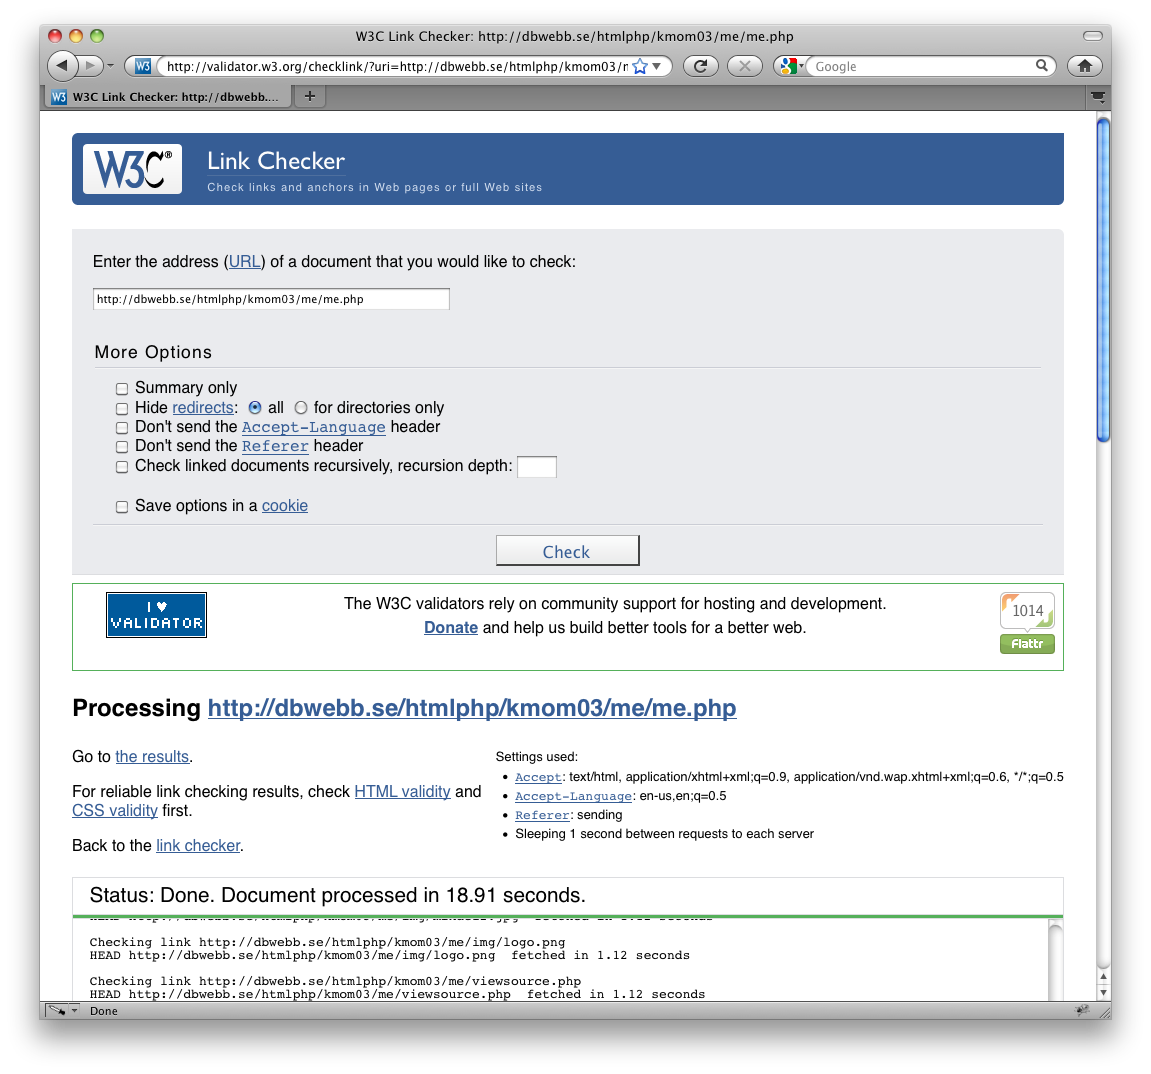 W3C Link Checker: http://dbwebb.se/htmlphp/kmom03/me/me.php
W3 http://validator.w3.org/checklink/?uri=http://dbwebb.se/htmlphp/kmom03/r
Google
W3 W3C Link Checker: http://dbwebb....
W3C® Link Checker
Check links and anchors in Web pages or full Web sites
Enter the address (URL) of a document that you would like to check:
http://dbwebb.se/htmlphp/kmom03/me/me.php
More Options
Summary only
Hide redirects: all for directories only
Don't send the Accept-Language header
Don't send the Referer header
Check linked documents recursively, recursion depth:
Save options in a cookie
Check
I ♥
VALIDATOR
The W3C validators rely on community support for hosting and development.
Donate and help us build better tools for a better web.
1014
Flattr
Processing http://dbwebb.se/htmlphp/kmom03/me/me.php
Go to the results.
For reliable link checking results, check HTML validity and
CSS validity first.
Back to the link checker.
Settings used:
• Accept: text/html, application/xhtml+xml;q=0.9, application/vnd.wap.xhtml+xml;q=0.6, */*;q=0.5
• Accept-Language: en-us,en;q=0.5
• Referer: sending
• Sleeping 1 second between requests to each server
Status: Done. Document processed in 18.91 seconds.
Checking link http://dbwebb.se/htmlphp/kmom03/me/img/logo.png
HEAD http://dbwebb.se/htmlphp/kmom03/me/img/logo.png fetched in 1.12 seconds
Checking link http://dbwebb.se/htmlphp/kmom03/me/viewsource.php
HEAD http://dbwebb.se/htmlphp/kmom03/me/viewsource.php fetched in 1.12 seconds
Done